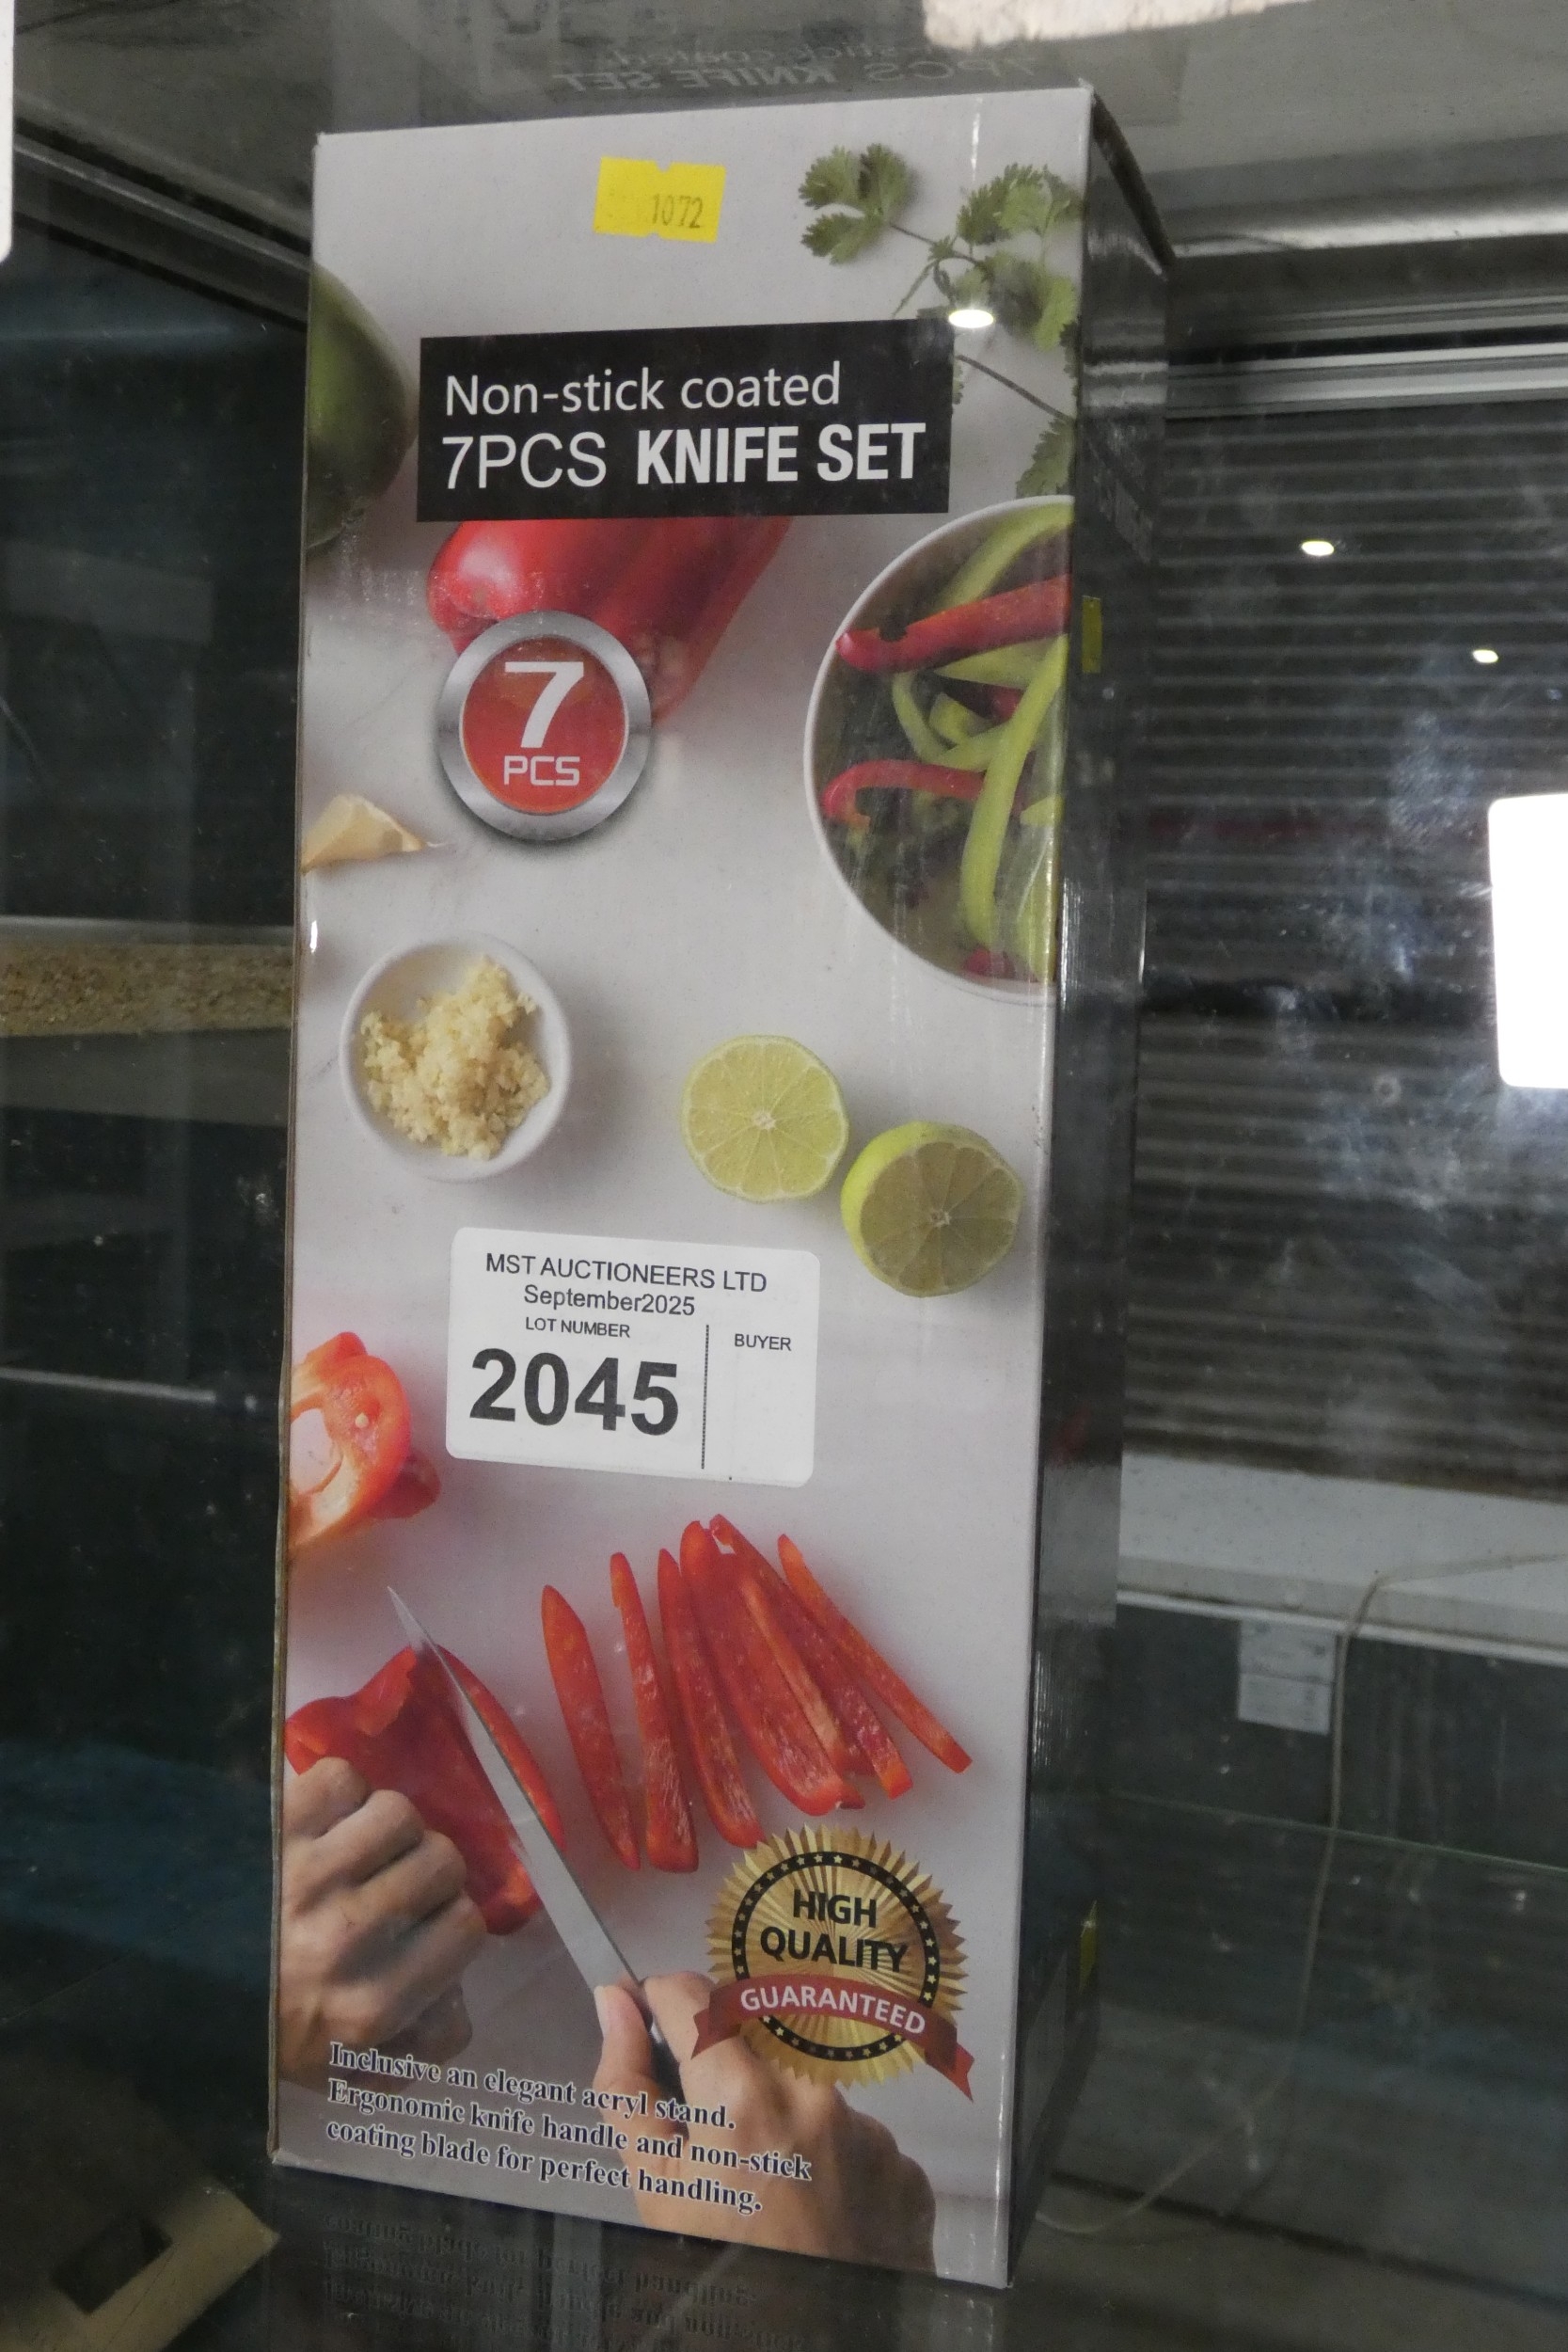 1072
Non-stick coated
7PCS KNIFE SET
7
PCS
MST AUCTIONEERS LTD
September2025
LOT NUMBER
BUYER
2045
HIGH
QUALITY
GUARANTEED
Inclusive an elegant acryl stand.
Ergonomic knife handle and non-stick
coating blade for perfect handling.